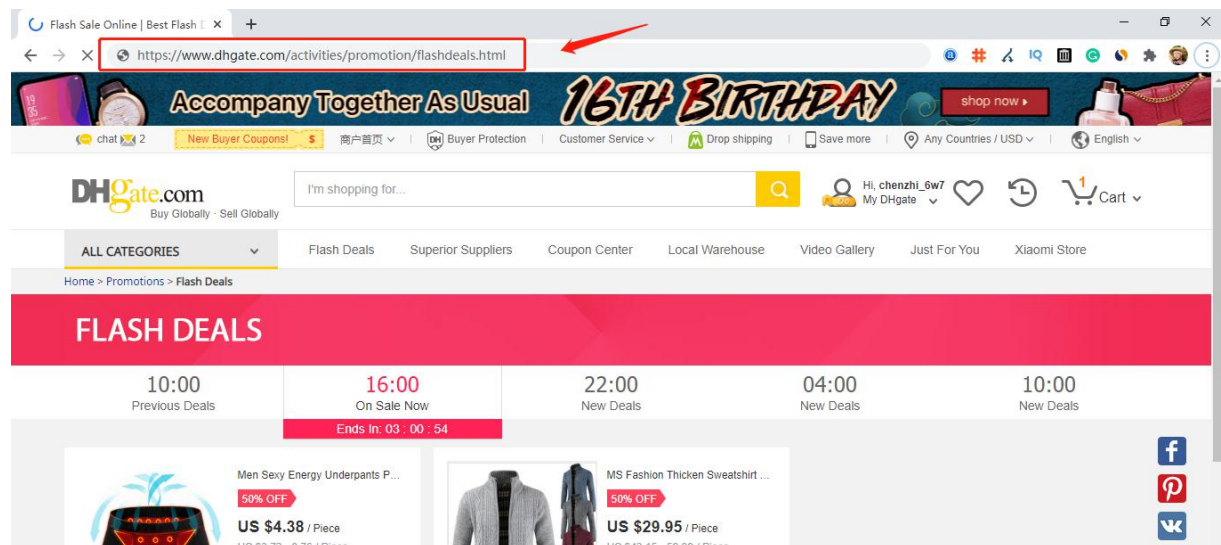 Flash Sale Online | Best Flash
https://www.dhgate.com/activities/promotion/flashdeals.html
Accompany Together As Usual 16TH BIRTHDAY shop now
chat 2 New Buyer Coupons! $ 商户首页 DH Buyer Protection Customer Service Drop shipping Save more Any Countries / USD English
DHgate.com
Buy Globally · Sell Globally
I'm shopping for...
Hi, chenzhi_6w7
My DHgate
1
Cart
ALL CATEGORIES Flash Deals Superior Suppliers Coupon Center Local Warehouse Video Gallery Just For You Xiaomi Store
Home > Promotions > Flash Deals
FLASH DEALS
10:00 16:00 22:00 04:00 10:00
Previous Deals On Sale Now New Deals New Deals New Deals
Ends In: 03 : 00 : 54
Men Sexy Energy Underpants P... MS Fashion Thicken Sweatshirt ...
50% OFF 50% OFF
US $4.38 / Piece US $29.95 / Piece